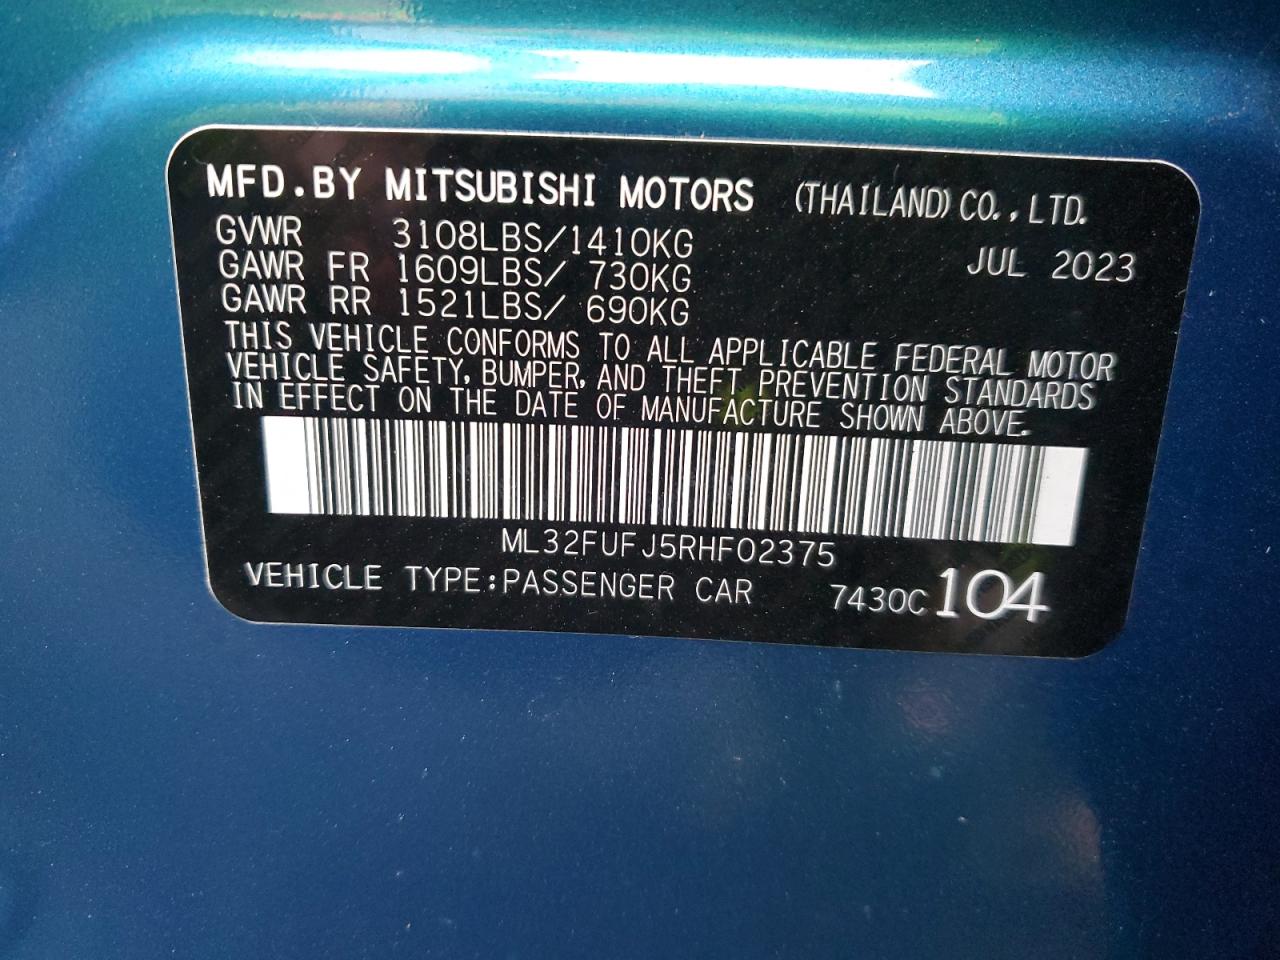 MFD.BY MITSUBISHI MOTORS (THAILAND) CO., LTD.
GVWR 3108LBS/1410KG JUL 2023
GAWR FR 1609LBS/ 730KG
GAWR RR 1521LBS/ 690KG
THIS VEHICLE CONFORMS TO ALL APPLICABLE FEDERAL MOTOR
VEHICLE SAFETY, BUMPER, AND THEFT PREVENTION STANDARDS
IN EFFECT ON THE DATE OF MANUFACTURE SHOWN ABOVE.
ML32FUFJ5RHF02375
VEHICLE TYPE:PASSENGER CAR 7430C 104